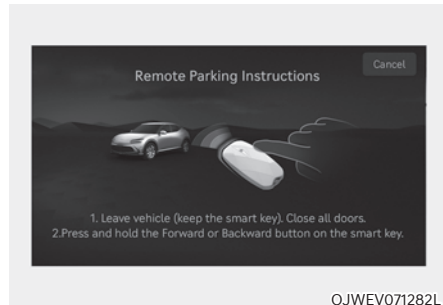 Cancel
Remote Parking Instructions
1. Leave vehicle (keep the smart key). Close all doors.
2.Press and hold the Forward or Backward button on the smart key.
OJWEV071282L